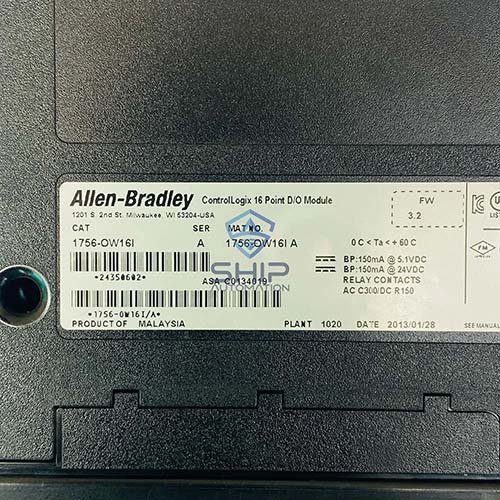 Allen-Bradley ControlLogix 16 Point D/O Module
1201 S. 2nd St. Milwaukee, WI 53204-USA
FW
3.2
CAT SER MAT NO.
1756-OW16I A 1756-OW16I A
0 C < Ta < + 60 C
BP:150mA @ 5.1VDC
BP:150mA @ 24VDC
RELAY CONTACTS
AC C300/DC R150
*24350602*
ASA C0134019
SHIP
AUTOMATION
*1756-OW16I/A*
PRODUCT OF MALAYSIA PLANT 1020 DATE 2013/01/28 SEE MANUAL
FM